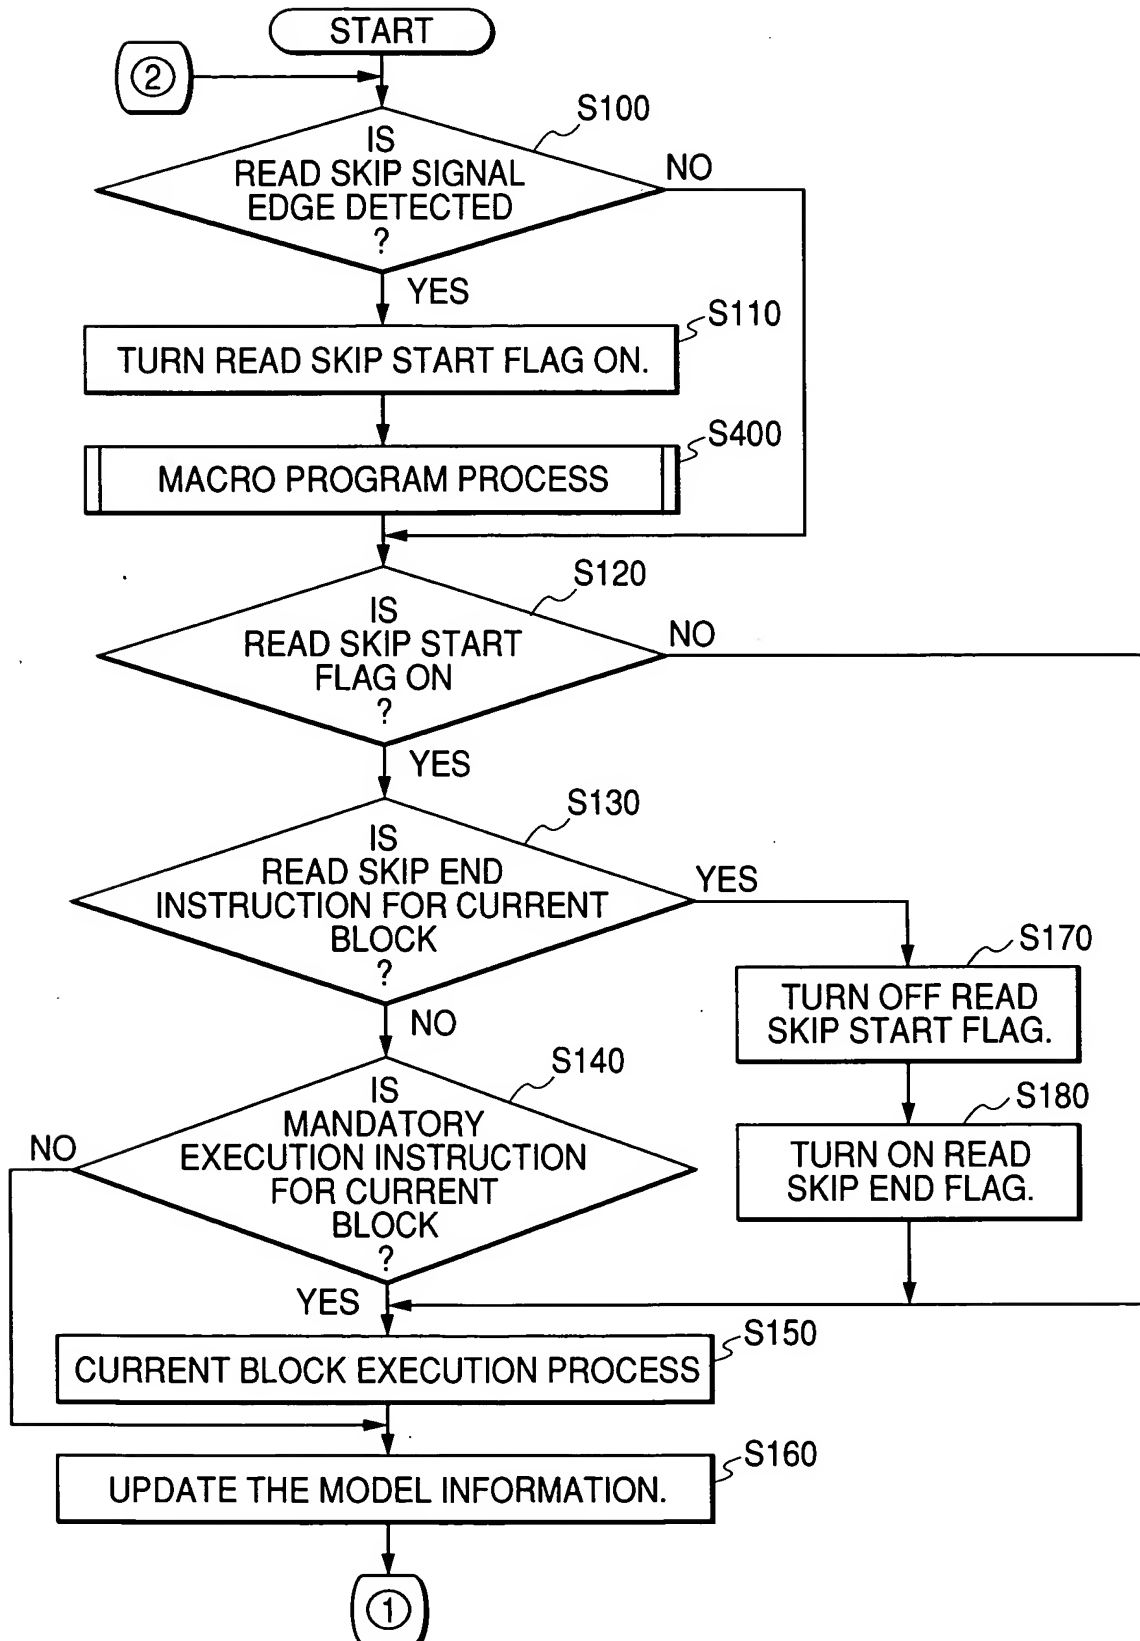 START
②
S100
IS
READ SKIP SIGNAL
EDGE DETECTED
?
NO
YES
S110
TURN READ SKIP START FLAG ON.
S400
MACRO PROGRAM PROCESS
S120
IS
READ SKIP START
FLAG ON
?
NO
YES
S130
IS
READ SKIP END
INSTRUCTION FOR CURRENT
BLOCK
?
YES
NO
S170
TURN OFF READ
SKIP START FLAG.
S180
TURN ON READ
SKIP END FLAG.
S140
IS
MANDATORY
EXECUTION INSTRUCTION
FOR CURRENT
BLOCK
?
NO
YES
S150
CURRENT BLOCK EXECUTION PROCESS
S160
UPDATE THE MODEL INFORMATION.
①